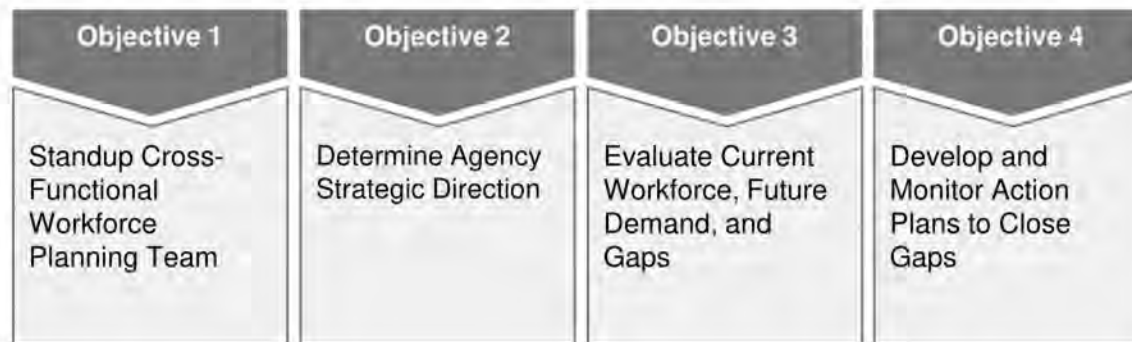 Objective 1
Standup Cross-
Functional
Workforce
Planning Team
Objective 2
Determine Agency
Strategic Direction
Objective 3
Evaluate Current
Workforce, Future
Demand, and
Gaps
Objective 4
Develop and
Monitor Action
Plans to Close
Gaps